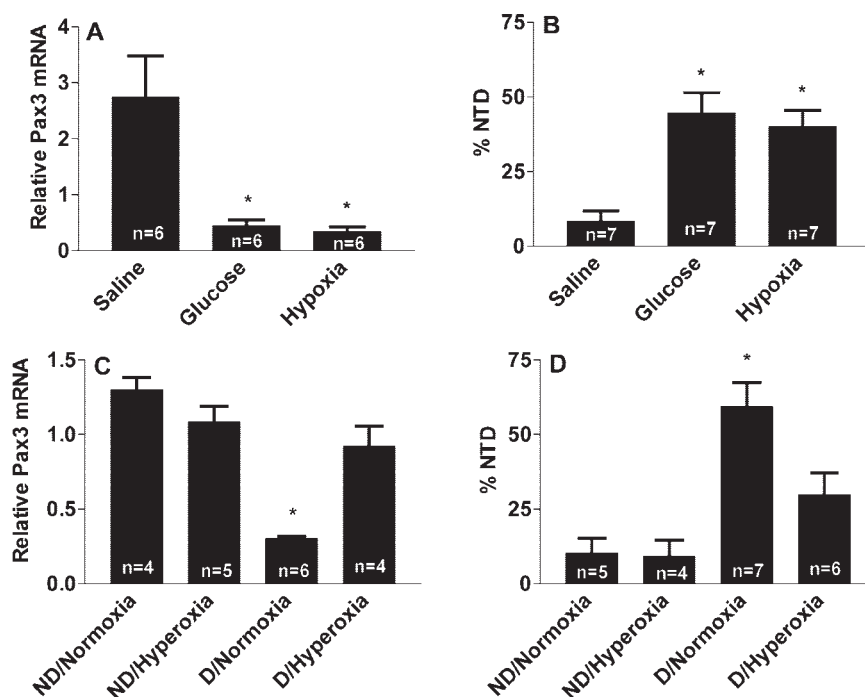 A
Relative Pax3 mRNA
4
3
2
1
0
n=6
*
n=6
*
n=6
Saline
Glucose
Hypoxia
B
% NTD
75
50
25
0
n=7
*
n=7
*
n=7
Saline
Glucose
Hypoxia
C
Relative Pax3 mRNA
1.5
1.0
0.5
0.0
n=4
n=5
*
n=6
n=4
ND/Normoxia
ND/Hyperoxia
D/Normoxia
D/Hyperoxia
D
% NTD
75
50
25
0
n=5
n=4
*
n=7
n=6
ND/Normoxia
ND/Hyperoxia
D/Normoxia
D/Hyperoxia